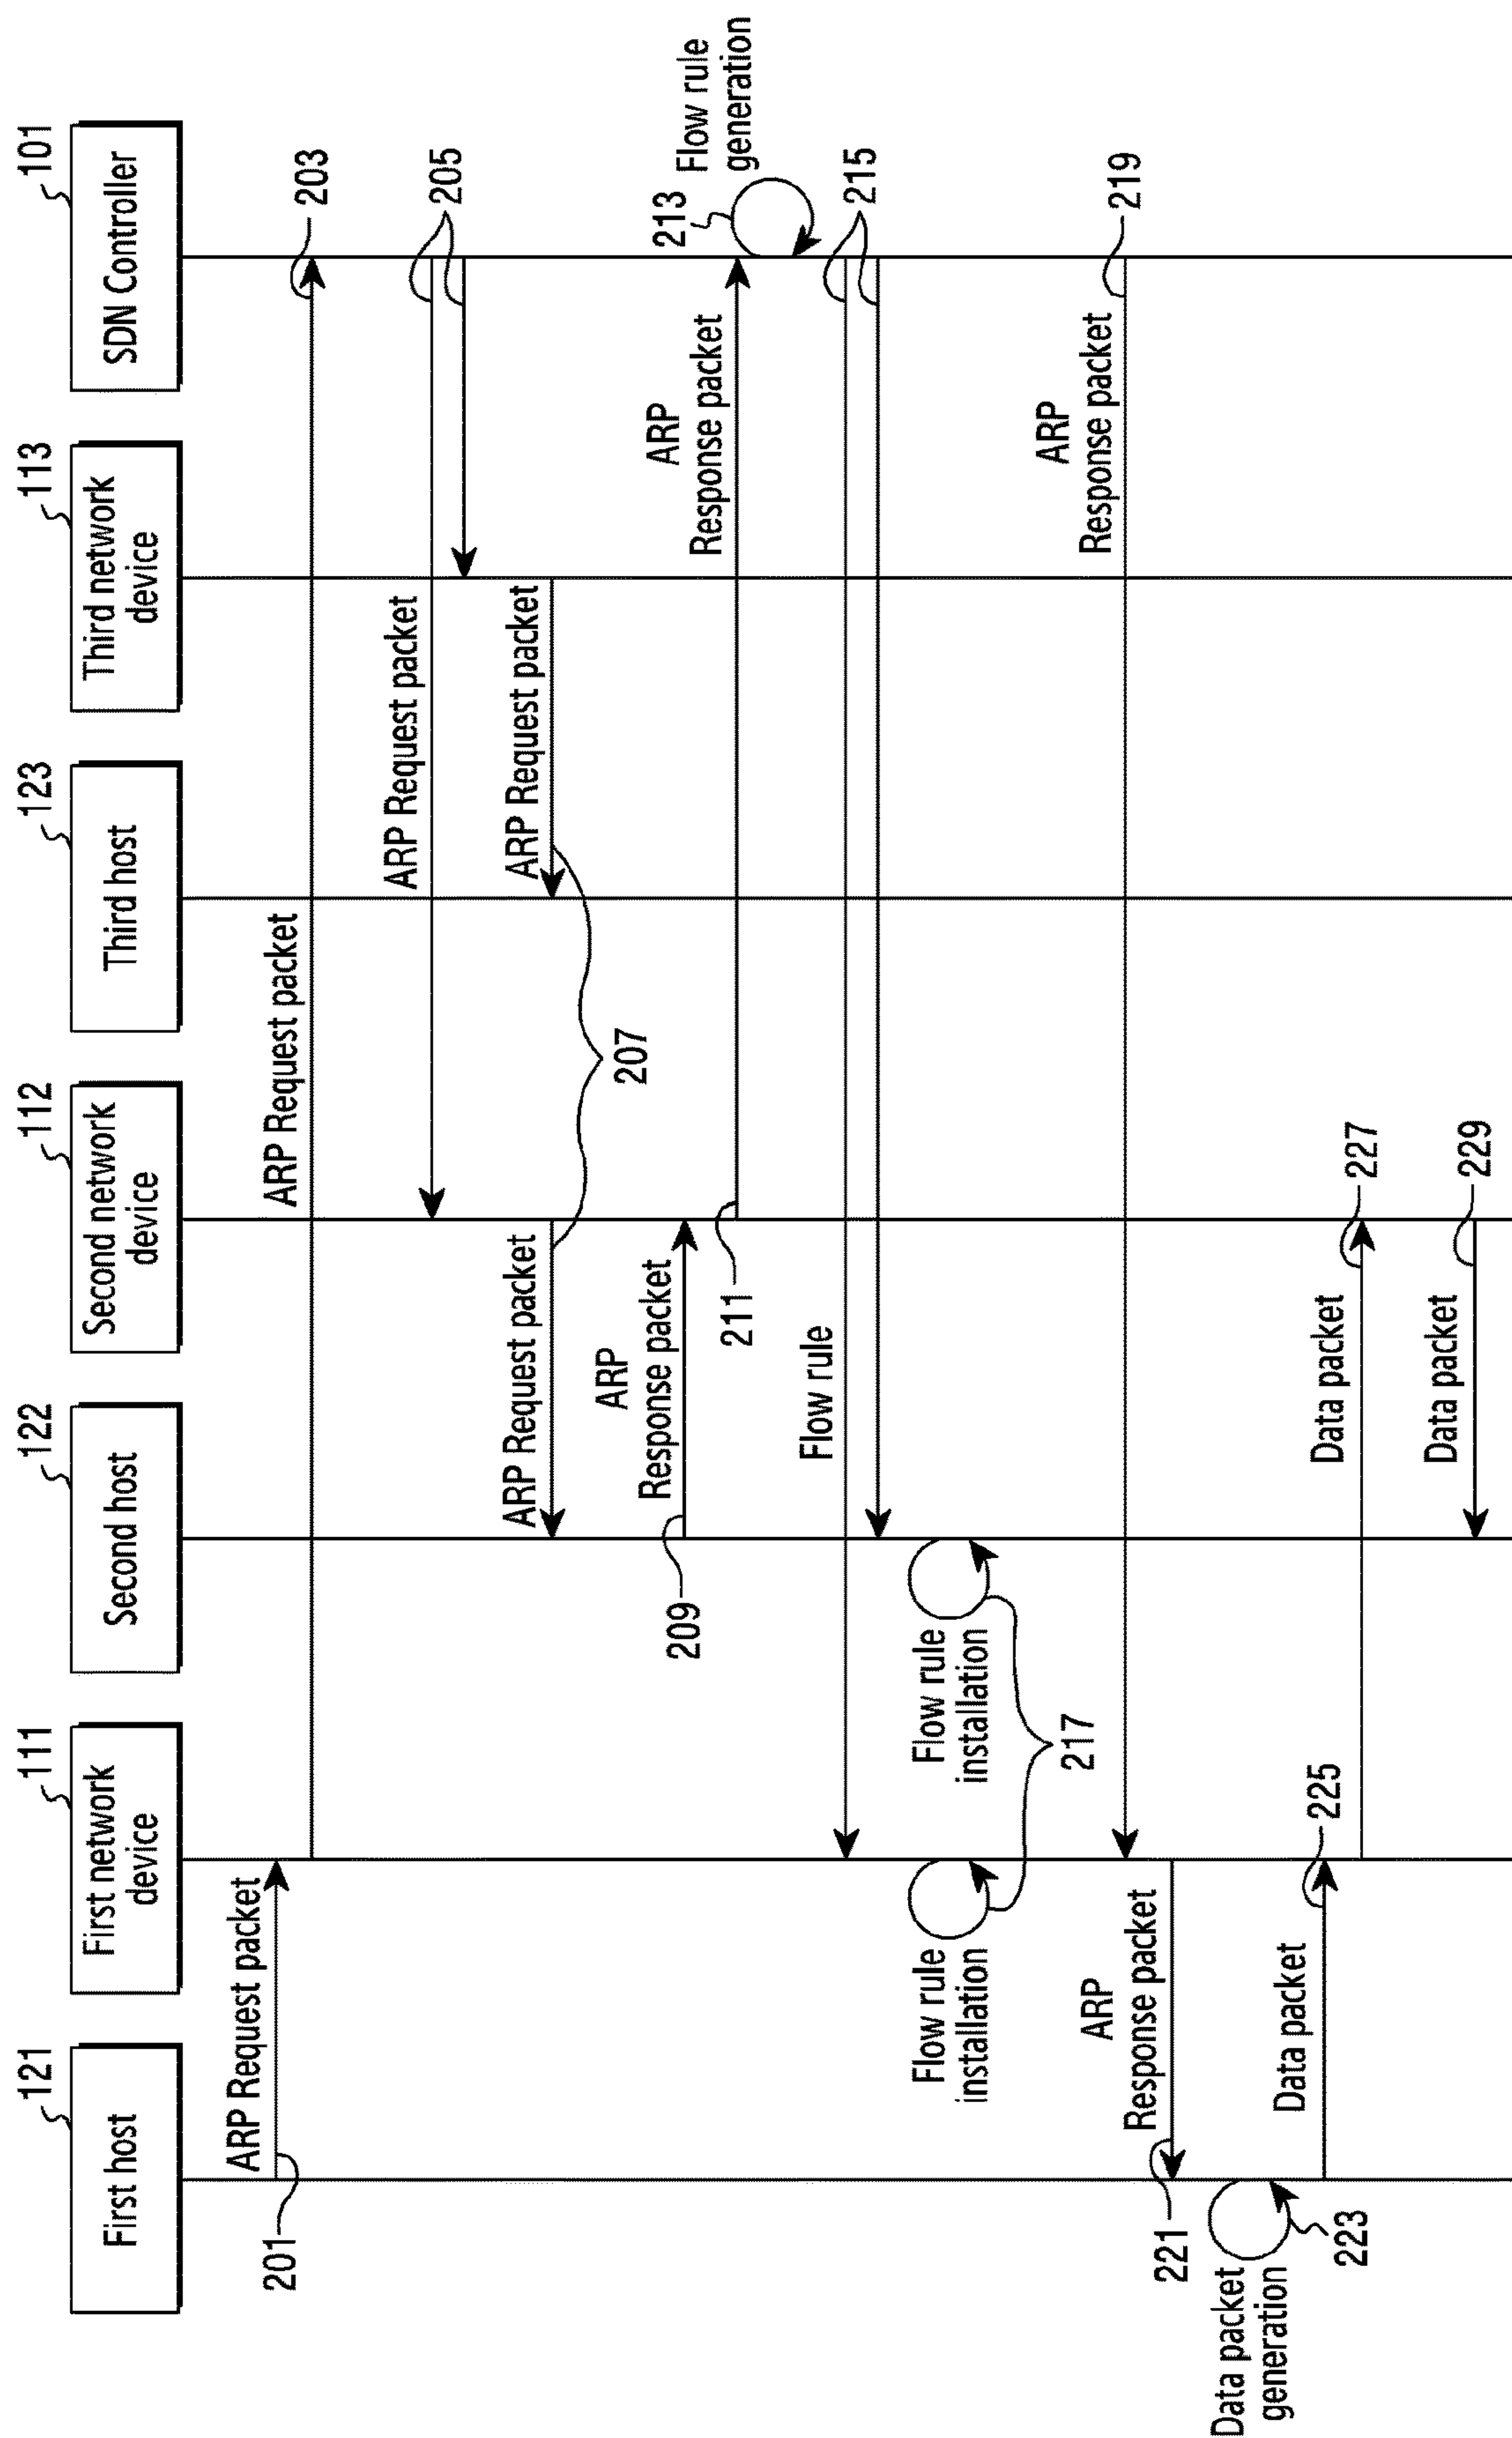 121
First host
111
First network
device
122
Second host
112
Second network
device
123
Third host
113
Third network
device
101
SDN Controller
201
ARP Request packet
ARP Request packet
203
ARP Request packet
205
ARP Request packet
ARP Request packet
207
209
ARP
Response packet
211
ARP
Response packet
213
Flow rule
generation
Flow rule
215
Flow rule
installation
Flow rule
installation
217
ARP
Response packet
219
221
ARP
Response packet
Data packet
generation
223
Data packet
225
Data packet
227
Data packet
229